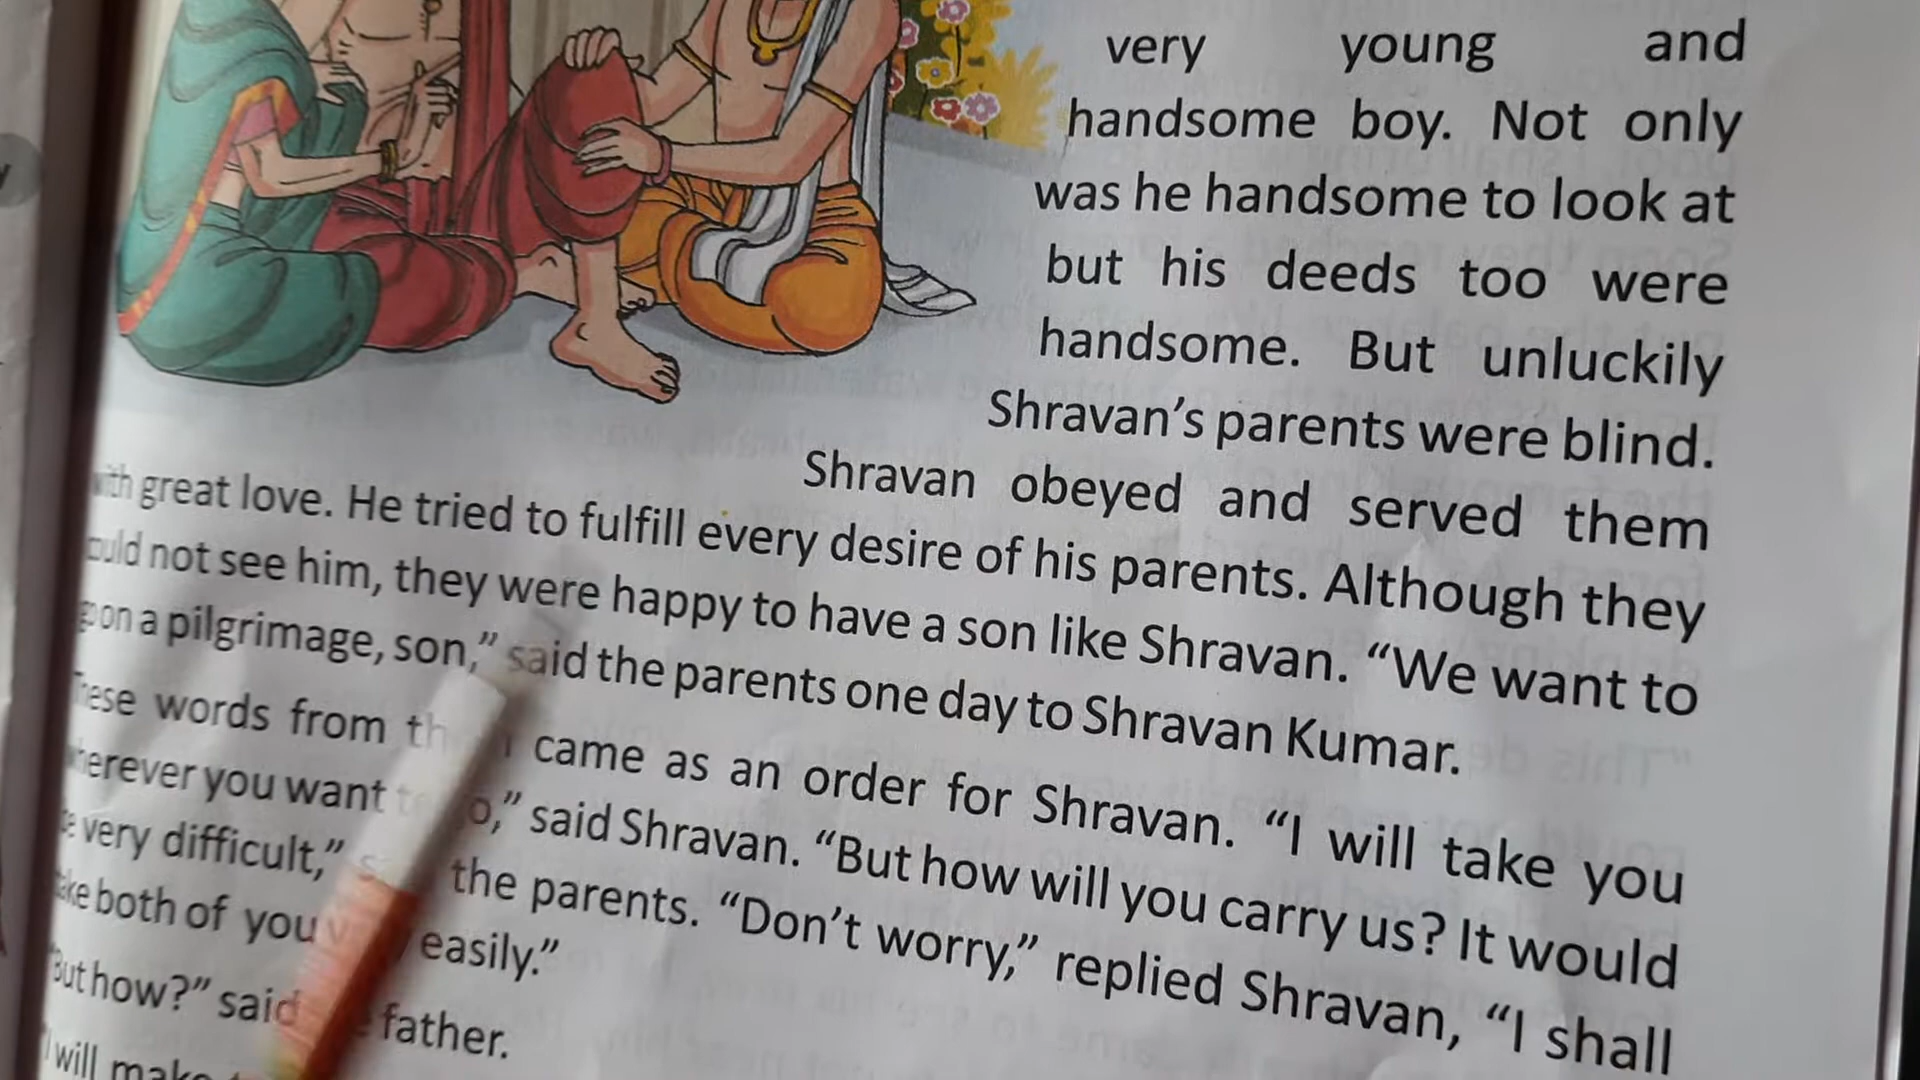 very young and
handsome boy. Not only
was he handsome to look at
but his deeds too were
handsome. But unluckily
Shravan's parents were blind.
Shravan obeyed and served them
with great love. He tried to fulfill every desire of his parents. Although they
could not see him, they were happy to have a son like Shravan. “We want to
on a pilgrimage, son,” said the parents one day to Shravan Kumar.
These words from came as an order for Shravan. “I will take you
wherever you want said Shravan. “But how will you carry us? It would
very difficult,” the parents. “Don't worry,” replied Shravan, “I shall
take both of you easily.”
“But how?” said father.
“I will make